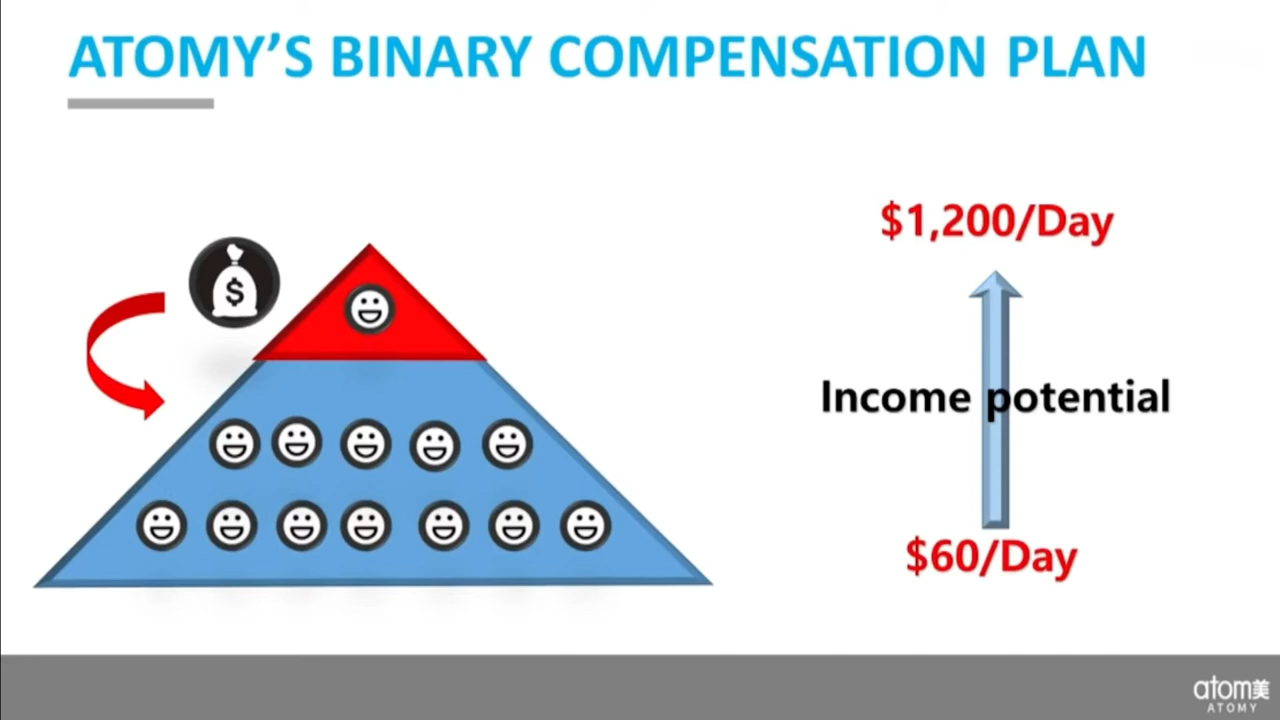 ATOMY'S BINARY COMPENSATION PLAN
$
$1,200/Day
Income potential
$60/Day
atom美
ATOMY